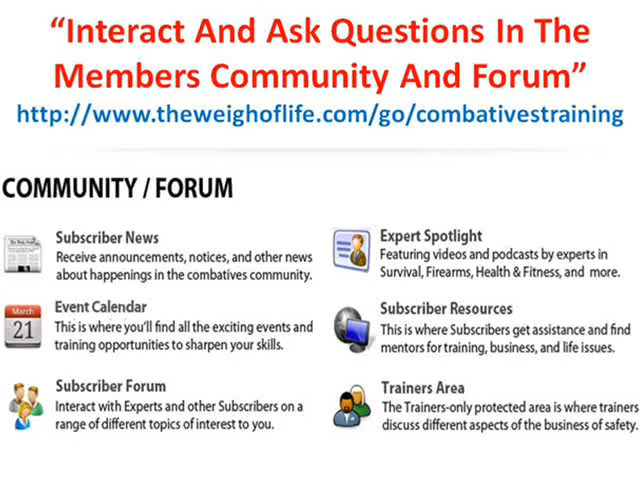 “Interact And Ask Questions In The
Members Community And Forum”
http://www.theweighoflife.com/go/combativestraining
COMMUNITY / FORUM
Subscriber News
Receive announcements, notices, and other news
about happenings in the combatives community.
Event Calendar
This is where you'll find all the exciting events and
training opportunities to sharpen your skills.
March
21
Subscriber Forum
Interact with Experts and other Subscribers on a
range of different topics of interest to you.
Expert Spotlight
Featuring videos and podcasts by experts in
Survival, Firearms, Health & Fitness, and more.
Subscriber Resources
This is where Subscribers get assistance and find
mentors for training, business, and life issues.
Trainers Area
The Trainers-only protected area is where trainers
discuss different aspects of the business of safety.